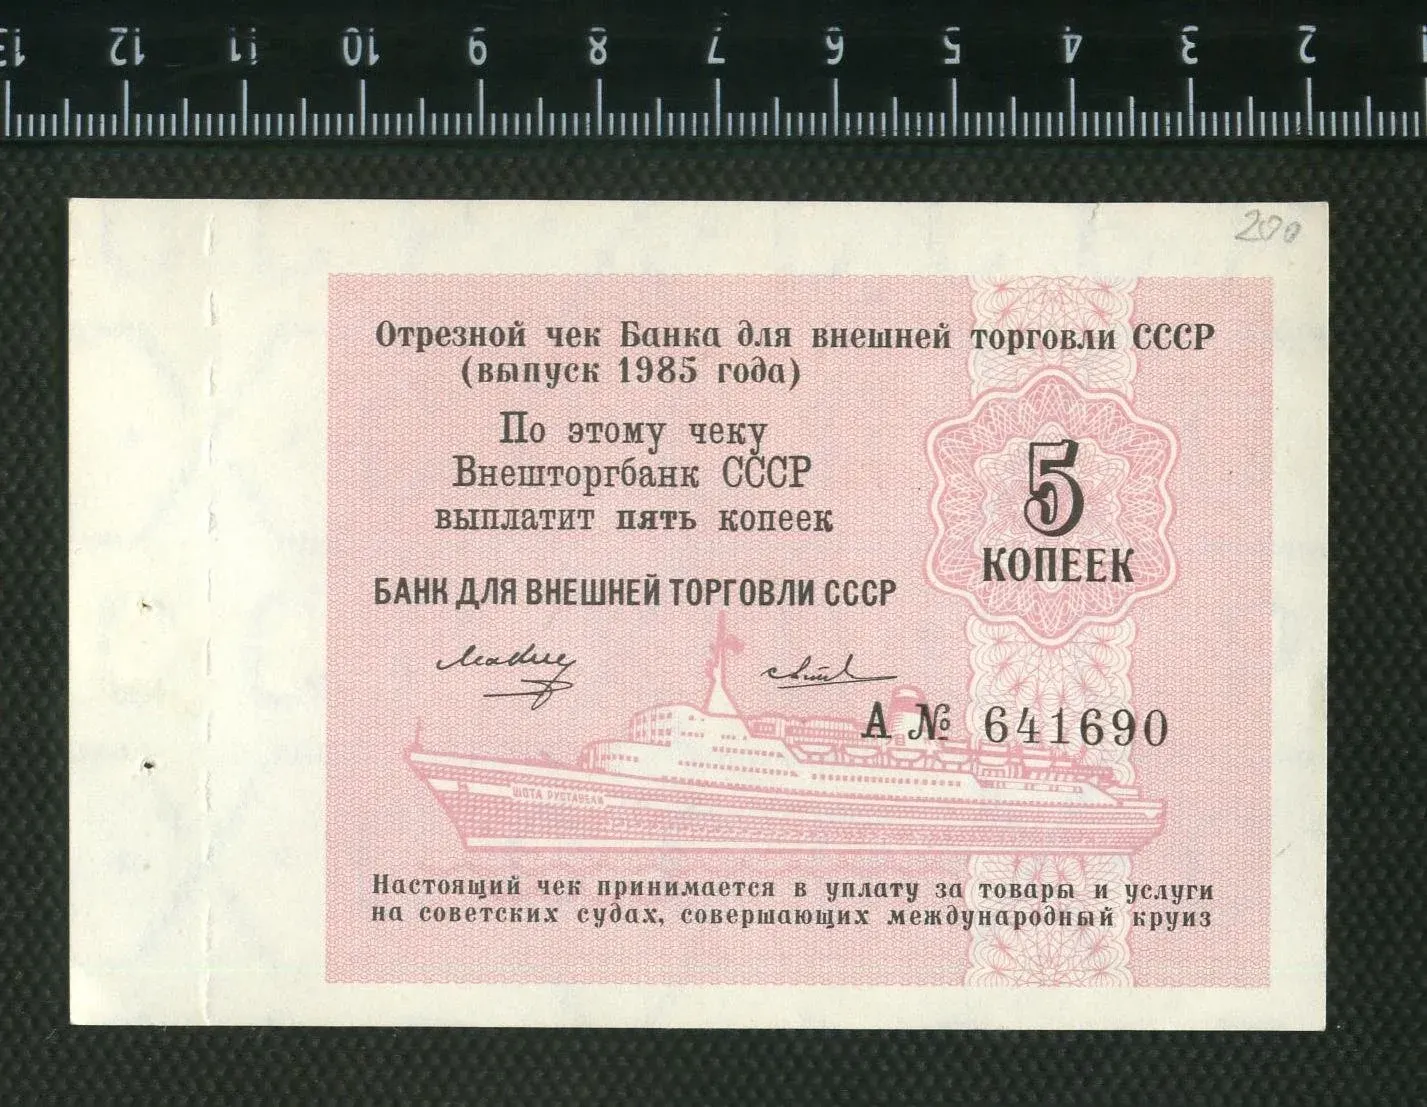 13 12 11 10 9 8 7 6 5 4 3 2 1
200
Отрезной чек Банка для внешней торговли СССР
(выпуск 1985 года)
По этому чеку
Внешторгбанк СССР
выплатит пять копеек
5
КОПЕЕК
БАНК ДЛЯ ВНЕШНЕЙ ТОРГОВЛИ СССР
А № 641690
ШОТА РУСТАВЕЛИ
Настоящий чек принимается в уплату за товары и услуги
на советских судах, совершающих международный круиз